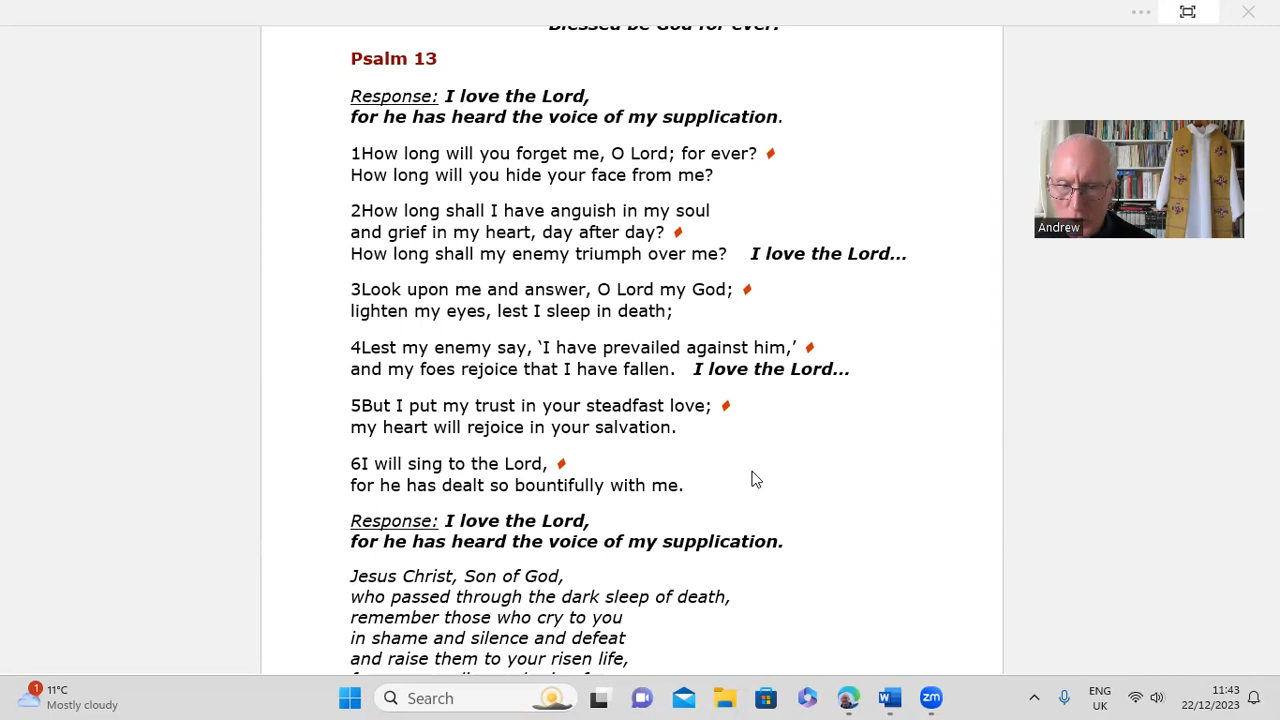 Blessed be God for ever.
Psalm 13
Response: I love the Lord,
for he has heard the voice of my supplication.
1How long will you forget me, O Lord; for ever? ♦
How long will you hide your face from me?
2How long shall I have anguish in my soul
and grief in my heart, day after day? ♦
How long shall my enemy triumph over me? I love the Lord...
3Look upon me and answer, O Lord my God; ♦
lighten my eyes, lest I sleep in death;
4Lest my enemy say, ‘I have prevailed against him,’ ♦
and my foes rejoice that I have fallen. I love the Lord...
5But I put my trust in your steadfast love; ♦
my heart will rejoice in your salvation.
6I will sing to the Lord, ♦
for he has dealt so bountifully with me.
Response: I love the Lord,
for he has heard the voice of my supplication.
Jesus Christ, Son of God,
who passed through the dark sleep of death,
remember those who cry to you
in shame and silence and defeat
and raise them to your risen life,
Andrew
1
11°C
Mostly cloudy
Search
zm
ENG
UK
11:43
22/12/2023